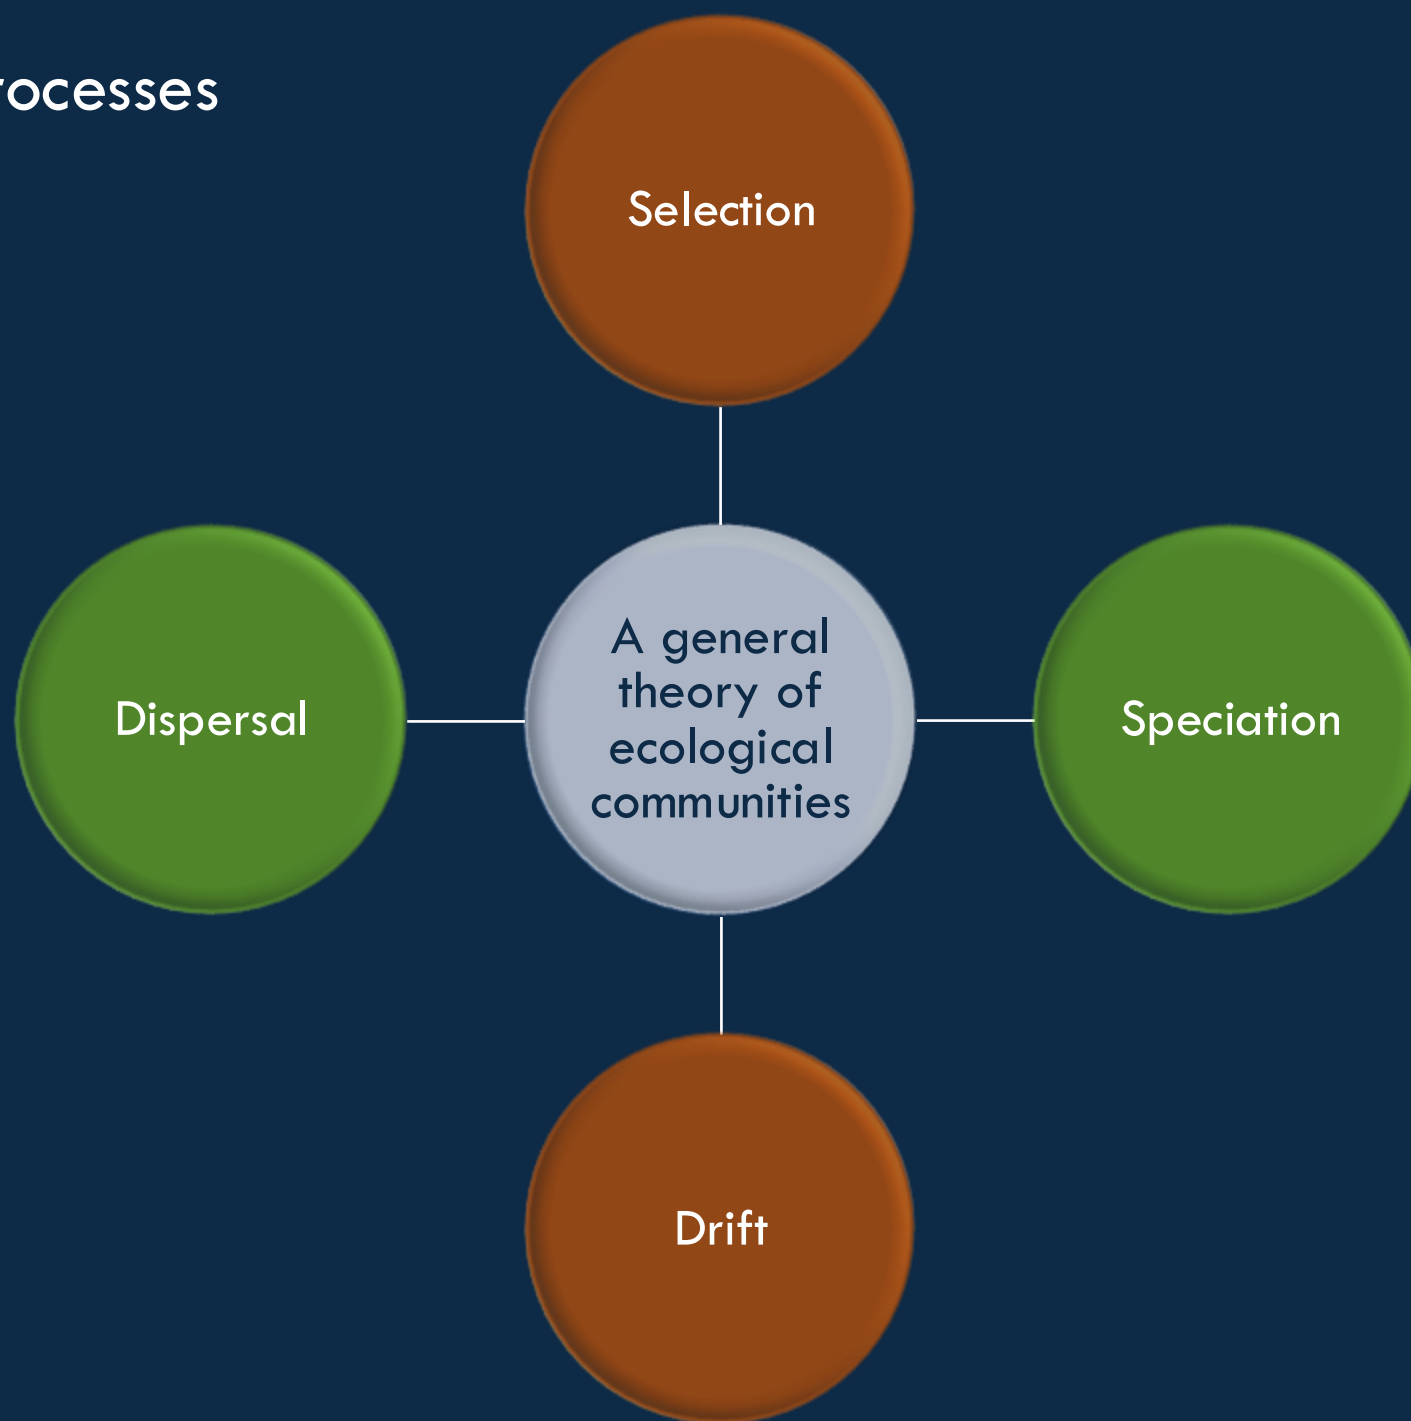 rocesses
Selection
Dispersal
A general
theory of
ecological
communities
Speciation
Drift